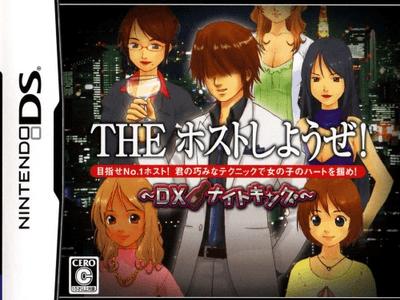 NINTENDO DS
THE ホストしようぜ!
目指せNo.1ホスト! 君の巧みなテクニックで女の子のハートを掴め!
~DXナイトキング~
CERO
C